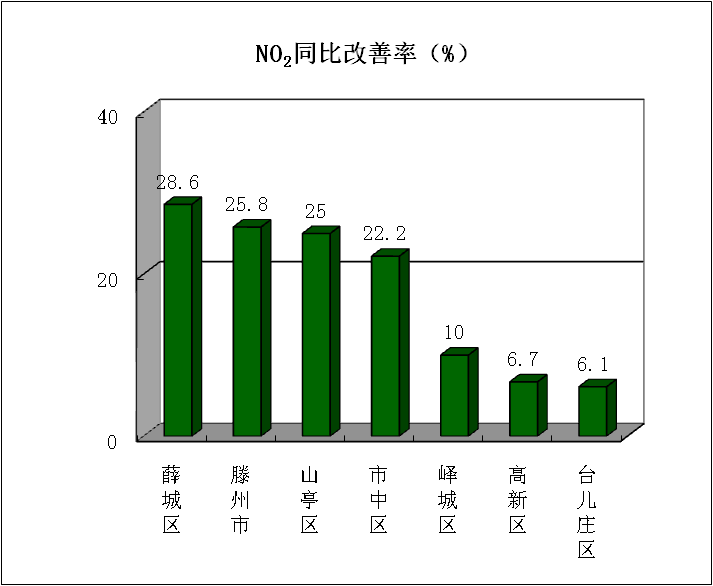 NO₂同比改善率（%）
40
20
0
28.6
25.8
25
22.2
10
6.7
6.1
薛城区
滕州市
山亭区
市中区
峄城区
高新区
台儿庄区